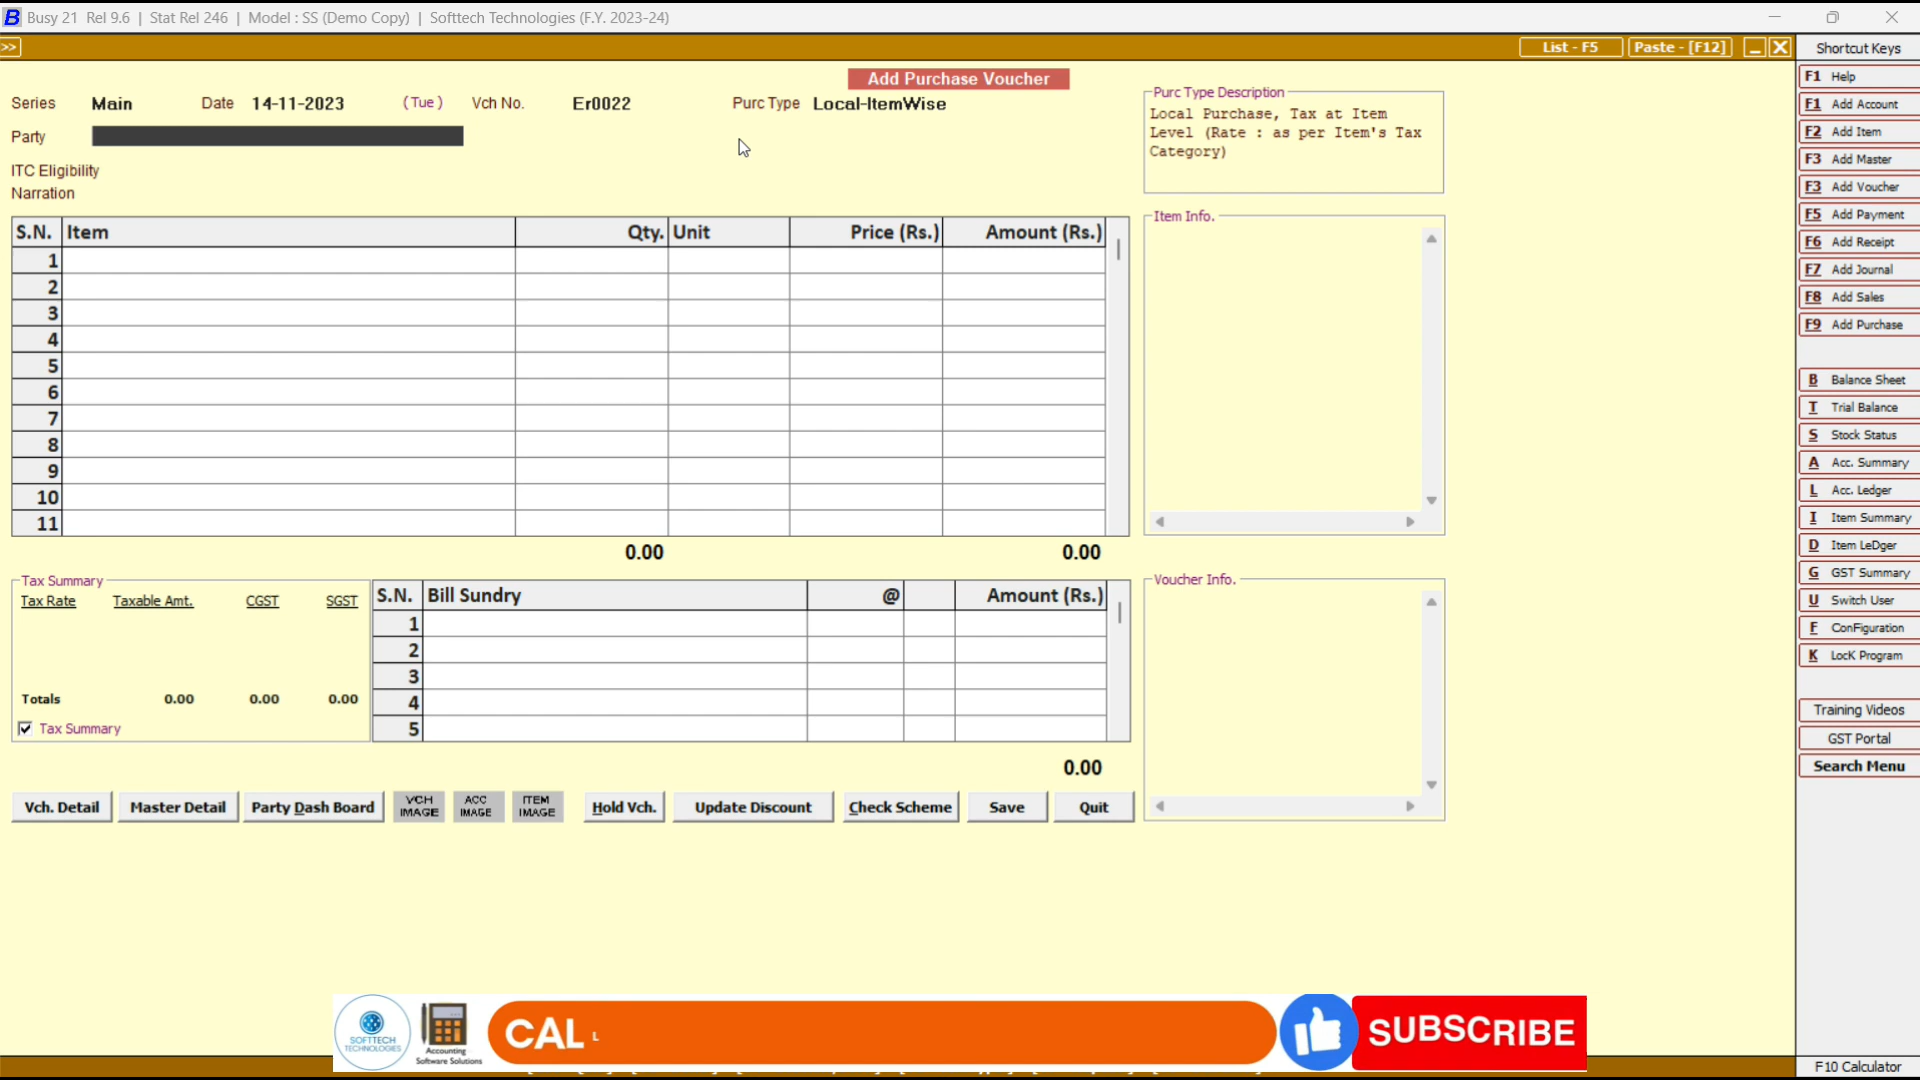 Busy 21 Rel 9.6 | Stat Rel 246 | Model : SS (Demo Copy) | Softtech Technologies (F.Y. 2023-24)
>> List - F5 Paste - [F12]
Shortcut Keys
Add Purchase Voucher
Series Main Date 14-11-2023 (Tue) Vch No. Er0022 Purc Type Local-ItemWise
Party
ITC Eligibility
Narration
Purc Type Description
Local Purchase, Tax at Item
Level (Rate : as per Item's Tax
Category)
S.N. Item Qty. Unit Price (Rs.) Amount (Rs.)
1
2
3
4
5
6
7
8
9
10
11
0.00 0.00
Item Info.
Tax Summary
Tax Rate Taxable Amt. CGST SGST
Totals 0.00 0.00 0.00
Tax Summary
S.N. Bill Sundry @ Amount (Rs.)
1
2
3
4
5
0.00
Voucher Info.
Vch. Detail Master Detail Party Dash Board VCH IMAGE ACC IMAGE ITEM IMAGE Hold Vch. Update Discount Check Scheme Save Quit
F1 Help
F1 Add Account
F2 Add Item
F3 Add Master
F3 Add Voucher
F5 Add Payment
F6 Add Receipt
F7 Add Journal
F8 Add Sales
F9 Add Purchase
B Balance Sheet
T Trial Balance
S Stock Status
A Acc. Summary
L Acc. Ledger
I Item Summary
D Item LeDger
G GST Summary
U Switch User
F ConFiguration
K LocK Program
Training Videos
GST Portal
Search Menu
F10 Calculator
SOFTTECH
TECHNOLOGIES
Accounting
Software Solutions
CAL L
SUBSCRIBE